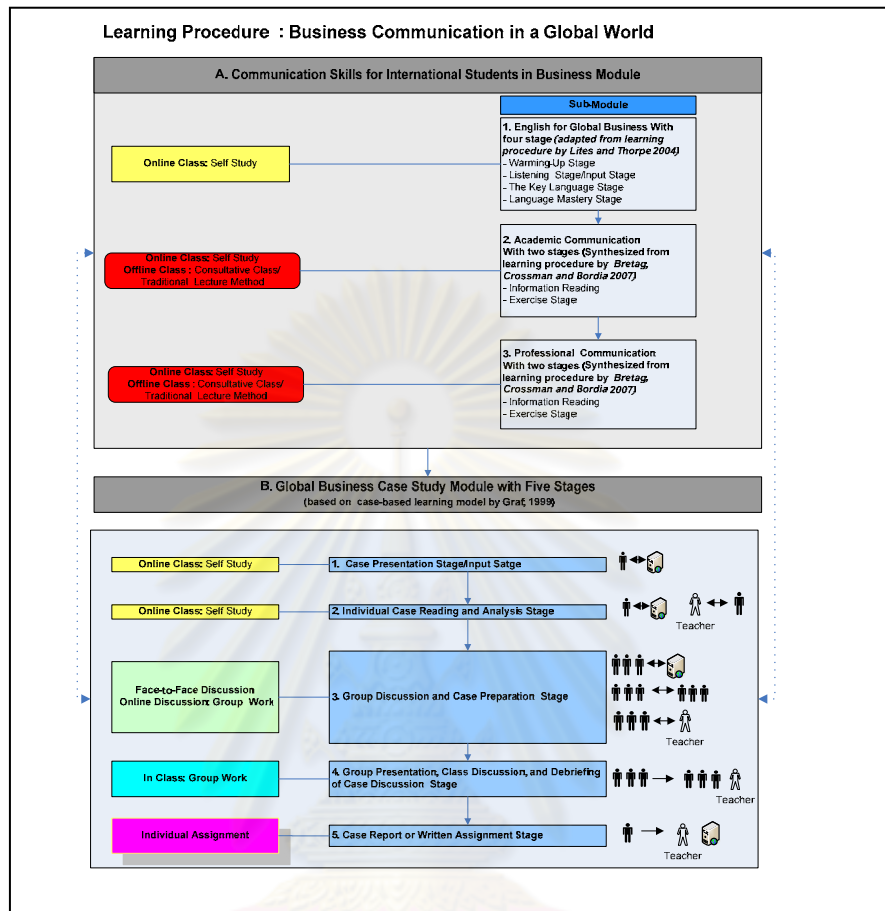 Learning Procedure : Business Communication in a Global World
A. Communication Skills for International Students in Business Module
Sub-Module
Online Class: Self Study
1. English for Global Business With
four stage (adapted from learning
procedure by Lites and Thorpe 2004)
- Warming-Up Stage
- Listening Stage/Input Stage
- The Key Language Stage
- Language Mastery Stage
Online Class: Self Study
Offline Class : Consultative Class/
Traditional Lecture Method
2. Academic Communication
With two stages (Synthesized from
learning procedure by Bretag,
Crossman and Bordia 2007)
- Information Reading
- Exercise Stage
Online Class: Self Study
Offline Class : Consultative Class/
Traditional Lecture Method
3. Professional Communication
With two stages (Synthesized from
learning procedure by Bretag,
Crossman and Bordia 2007)
- Information Reading
- Exercise Stage
B. Global Business Case Study Module with Five Stages
(based on case-based learning model by Graf, 1999)
Online Class: Self Study
1. Case Presentation Stage/Input Satge
Online Class: Self Study
2. Individual Case Reading and Analysis Stage
Teacher
Face-to-Face Discussion
Online Discussion: Group Work
3. Group Discussion and Case Preparation Stage
Teacher
In Class: Group Work
4. Group Presentation, Class Discussion, and Debriefing
of Case Discussion Stage
Teacher
Individual Assignment
5. Case Report or Written Assignment Stage
Teacher